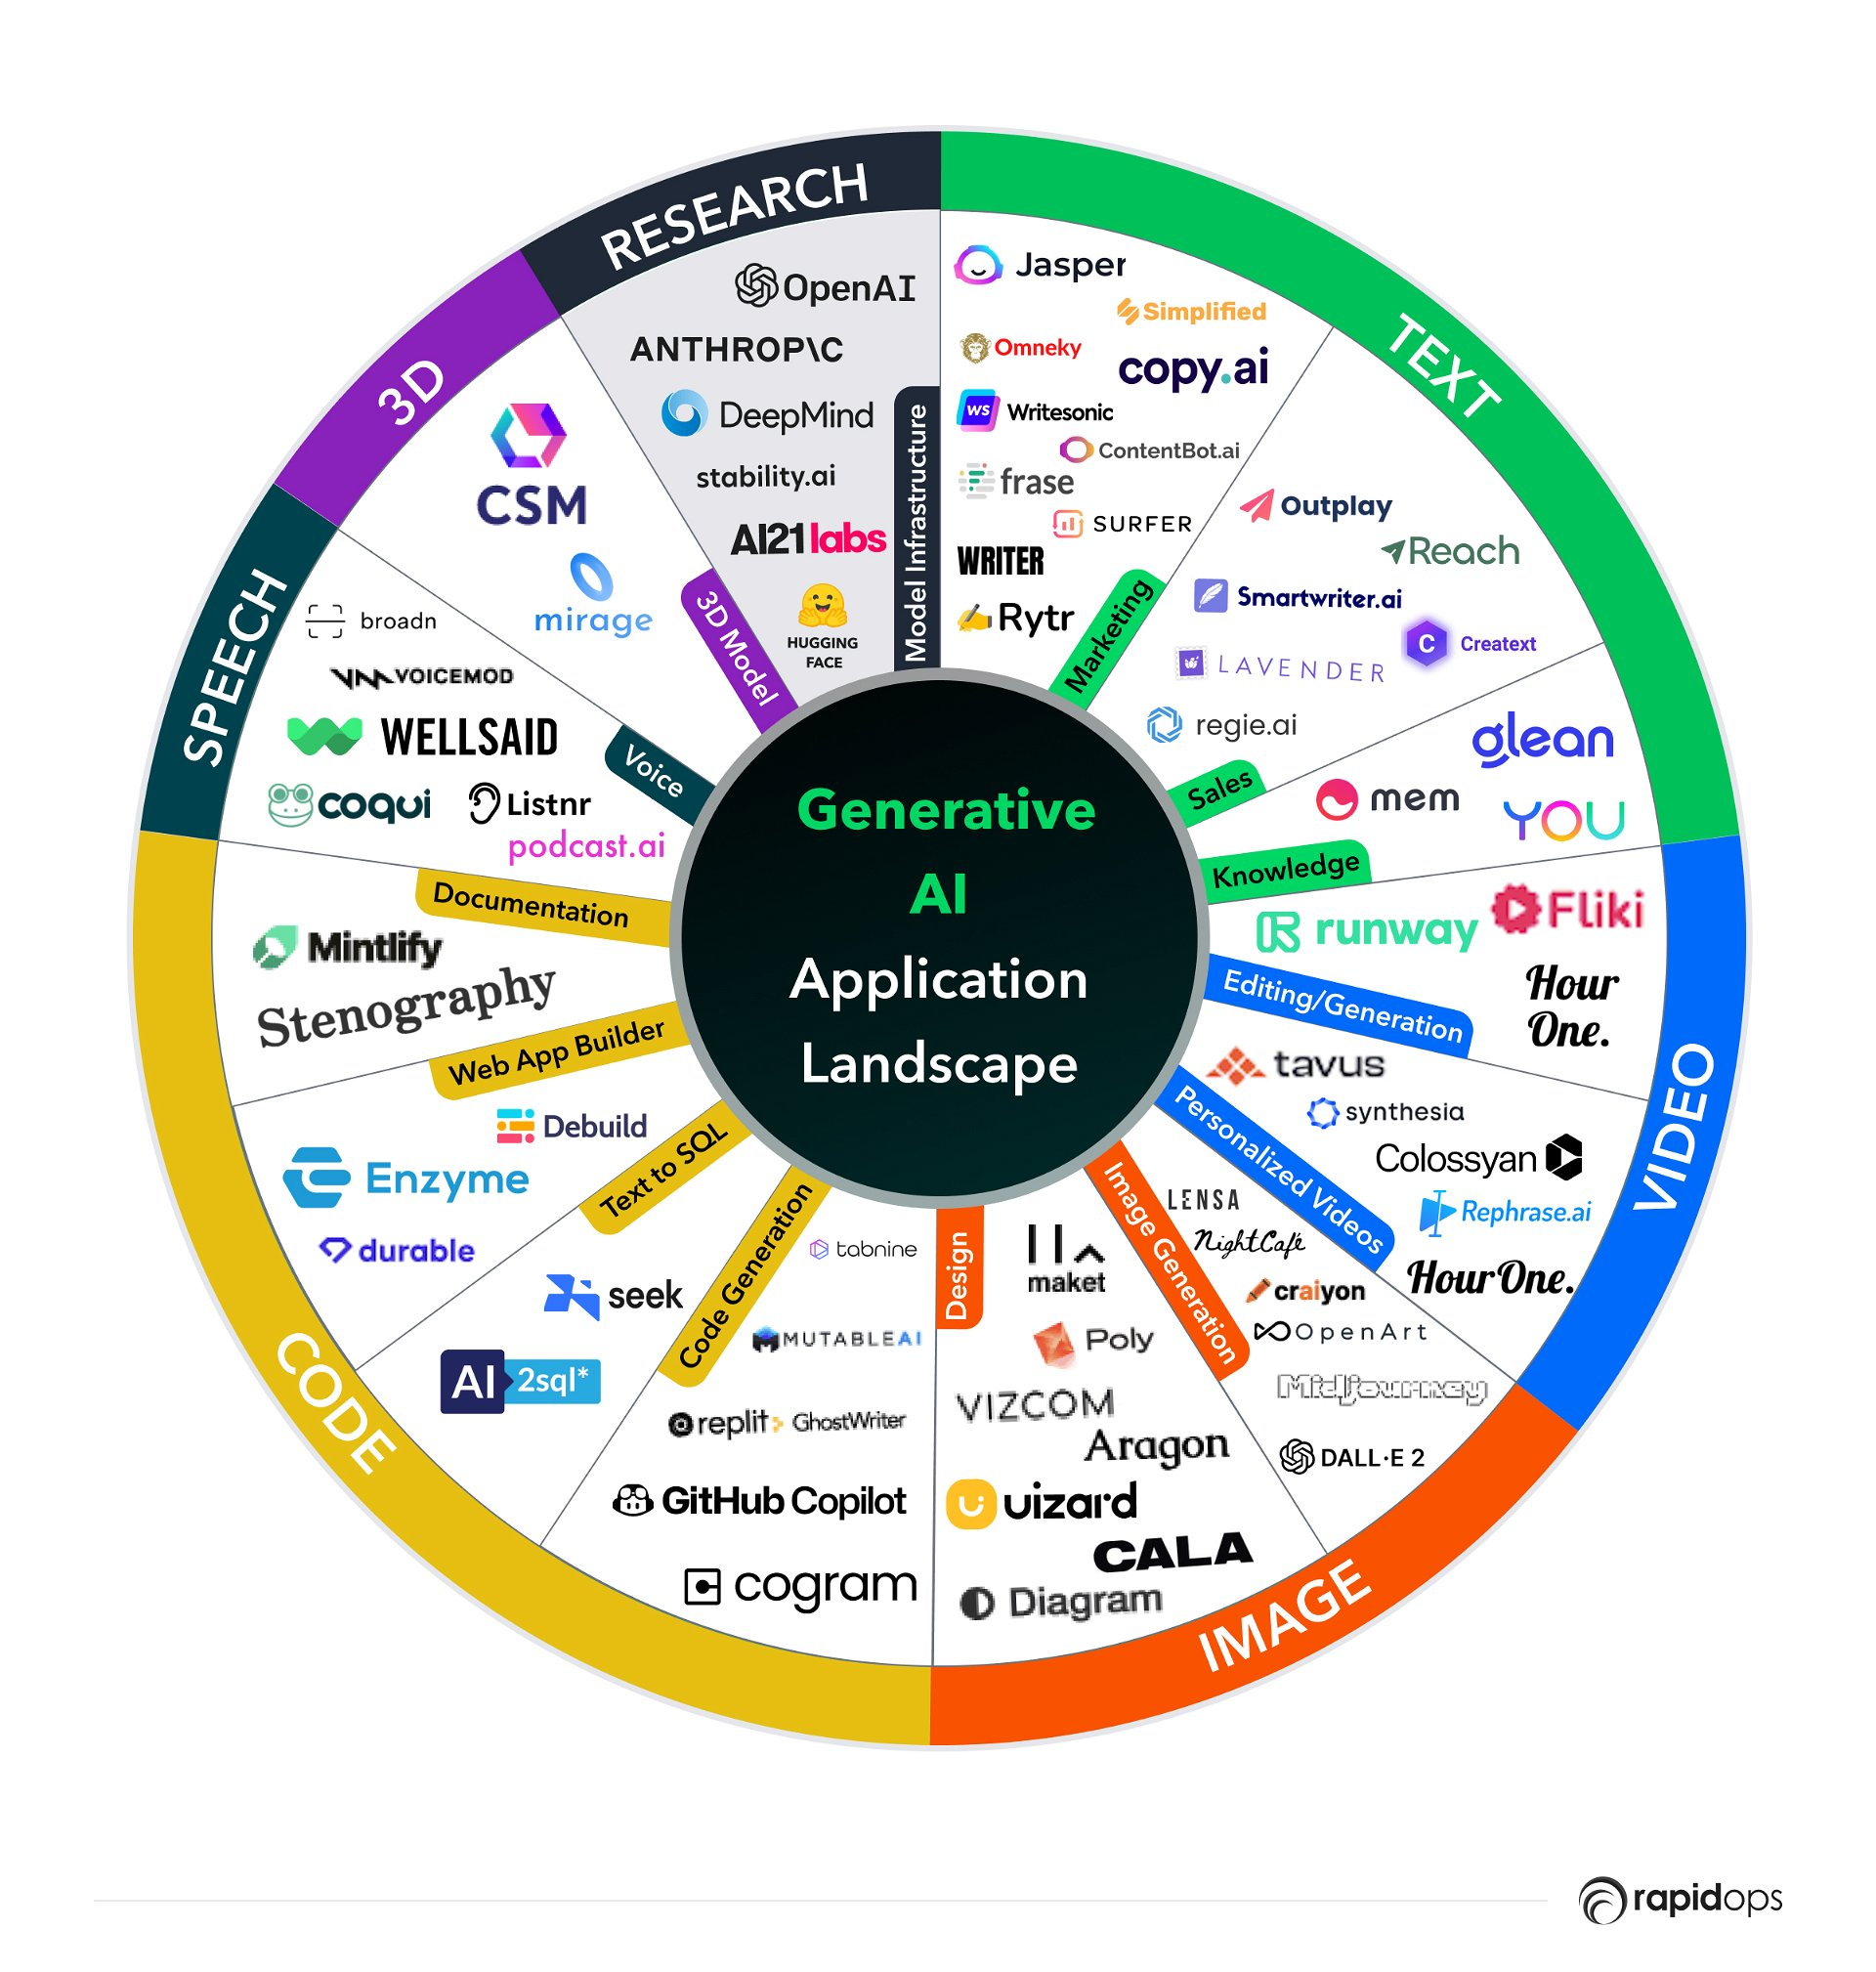 Generative
AI
Application
Landscape
RESEARCH
OpenAI
ANTHROP\C
DeepMind
stability.ai
AI21labs
HUGGING
FACE
Model Infrastructure
TEXT
Jasper
Simplified
Omneky
copy.ai
WS Writesonic
ContentBot.ai
frase
SURFER
WRITER
Rytr
Marketing
Outplay
Reach
Smartwriter.ai
C Creatext
LAVENDER
regie.ai
Sales
glean
mem
YOU
Knowledge
VIDEO
runway
Fliki
Hour
One.
Editing/Generation
tavus
synthesia
Colossyan
Rephrase.ai
HourOne.
Personalized Videos
IMAGE
LENSA
NightCafé
craiyon
OpenArt
Midjourney
DALL·E 2
Image Generation
maket
Poly
VIZCOM
Aragon
uizard
CALA
Diagram
Design
CODE
tabnine
MUTABLEAI
replit GhostWriter
GitHub Copilot
cogram
Code Generation
seek
AI 2sql*
Text to SQL
Debuild
Enzyme
durable
Web App Builder
Mintlify
Stenography
Documentation
SPEECH
broadn
VOICEMOD
WELLSAID
coqui
Listnr
podcast.ai
Voice
3D
CSM
mirage
3D Model
rapidops